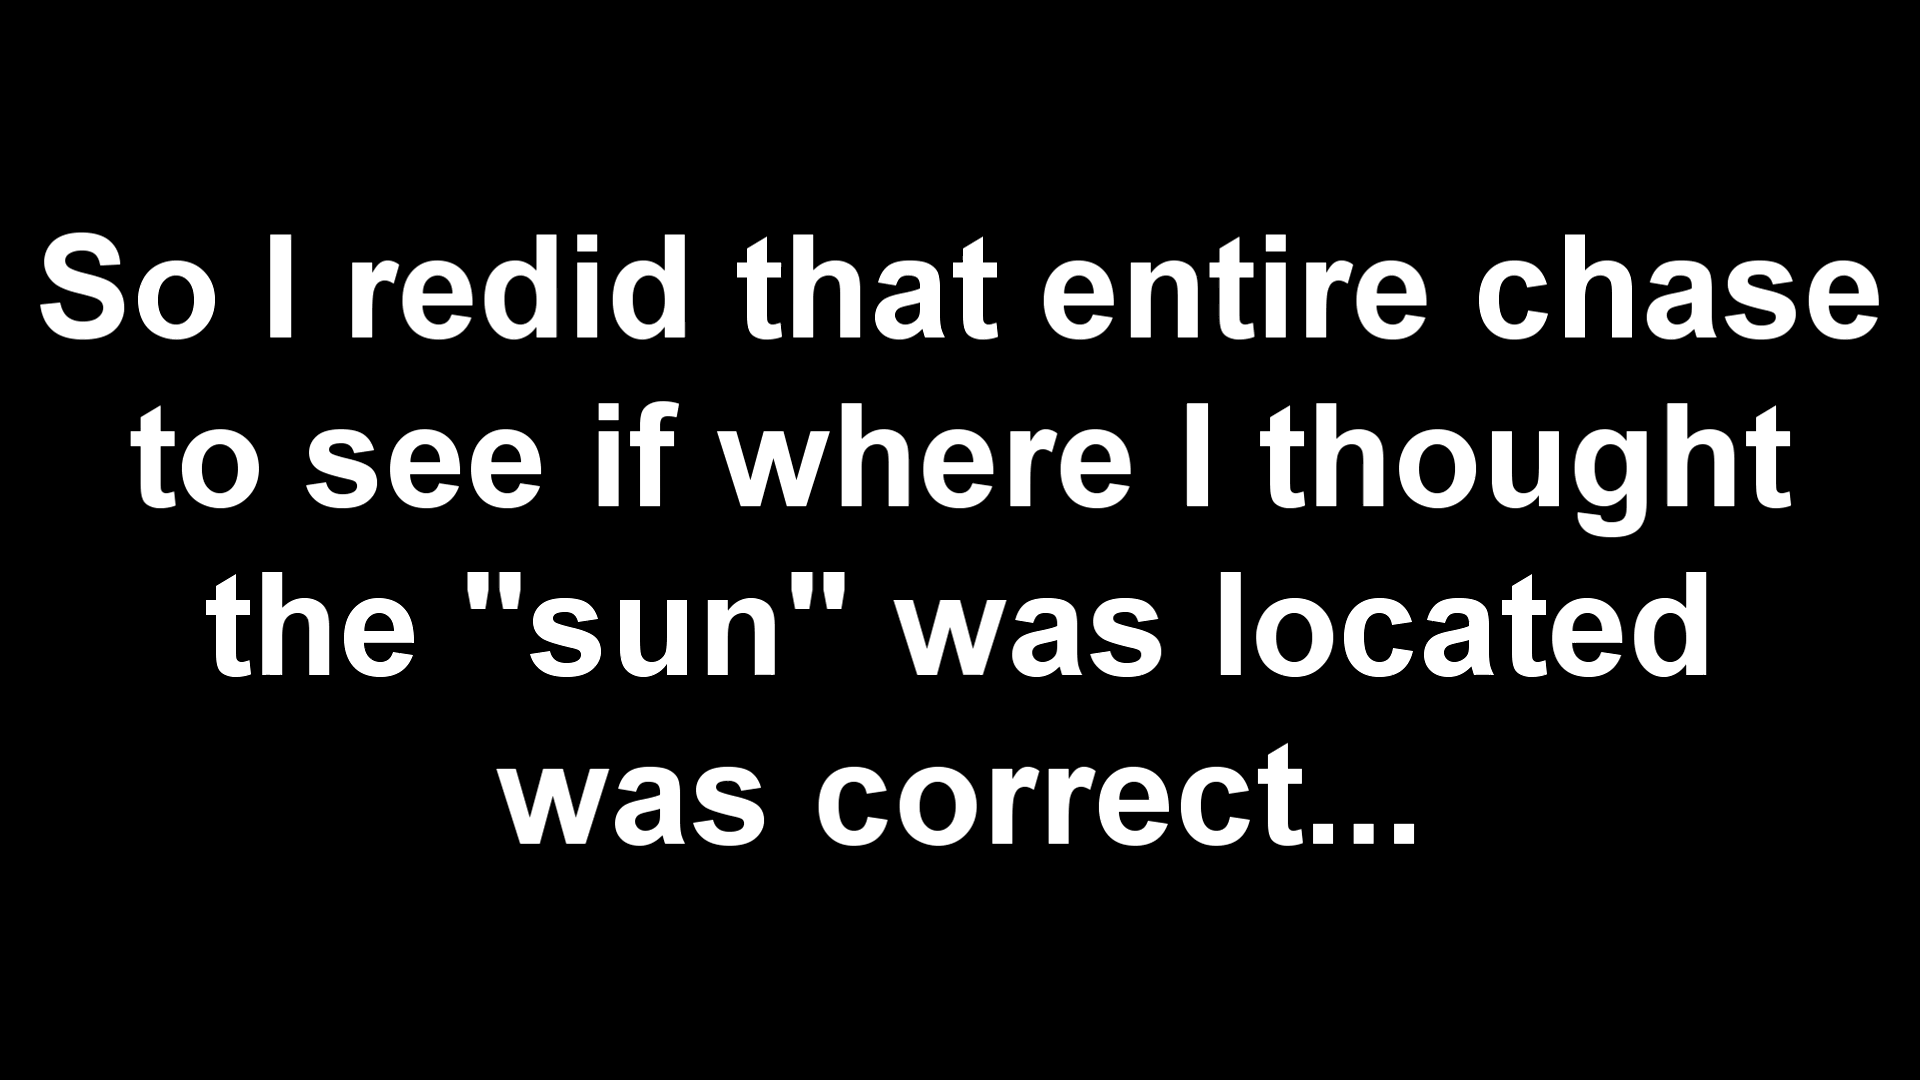 So I redid that entire chase
to see if where I thought
the "sun" was located
was correct...